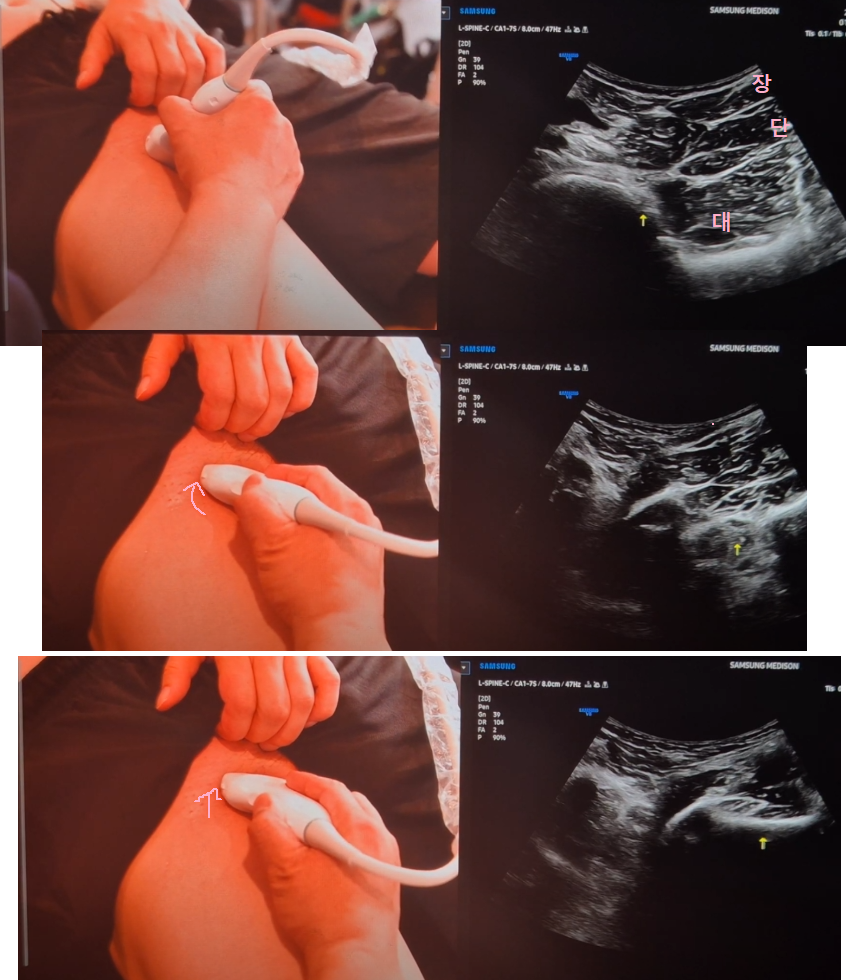 SAMSUNG
SAMSUNG MEDISON
L-SPINE-C / CA1-7S / 8.0cm / 47Hz
[2D]
Pen
Gn 39
DR 104
FA 2
P 90%
장
단
대
SAMSUNG
SAMSUNG MEDISON
L-SPINE-C / CA1-7S / 8.0cm / 47Hz
[2D]
Pen
Gn 39
DR 104
FA 2
P 90%
SAMSUNG
SAMSUNG MEDISON
L-SPINE-C / CA1-7S / 8.0cm / 47Hz
[2D]
Pen
Gn 39
DR 104
FA 2
P 90%